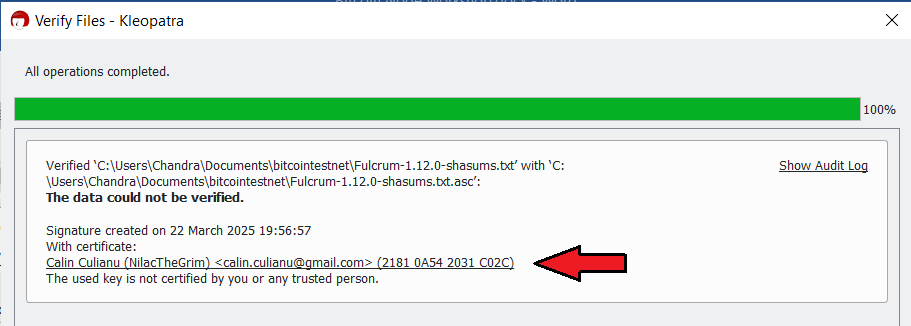 Verify Files - Kleopatra
All operations completed.
100%
Verified ‘C:\Users\Chandra\Documents\bitcointestnet\Fulcrum-1.12.0-shasums.txt’ with ‘C:
\Users\Chandra\Documents\bitcointestnet\Fulcrum-1.12.0-shasums.txt.asc’:
The data could not be verified.
Show Audit Log
Signature created on 22 March 2025 19:56:57
With certificate:
Calin Culianu (NilacTheGrim) <calin.culianu@gmail.com> (2181 0A54 2031 C02C)
The used key is not certified by you or any trusted person.